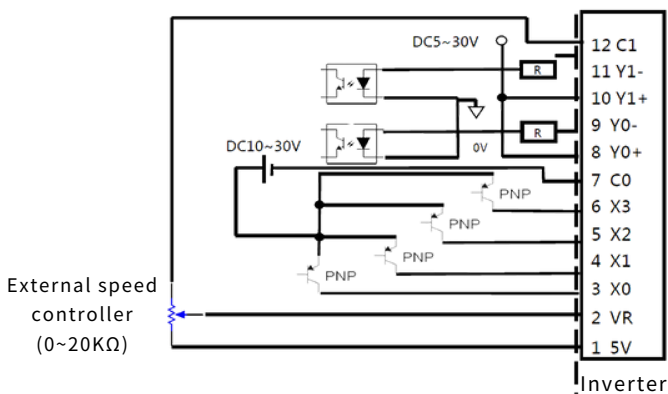 DC5~30V
12 C1
R
11 Y1-
10 Y1+
9 Y0-
R
0V
DC10~30V
8 Y0+
7 C0
PNP
6 X3
PNP
5 X2
PNP
4 X1
PNP
3 X0
External speed
controller
(0~20KΩ)
2 VR
1 5V
Inverter